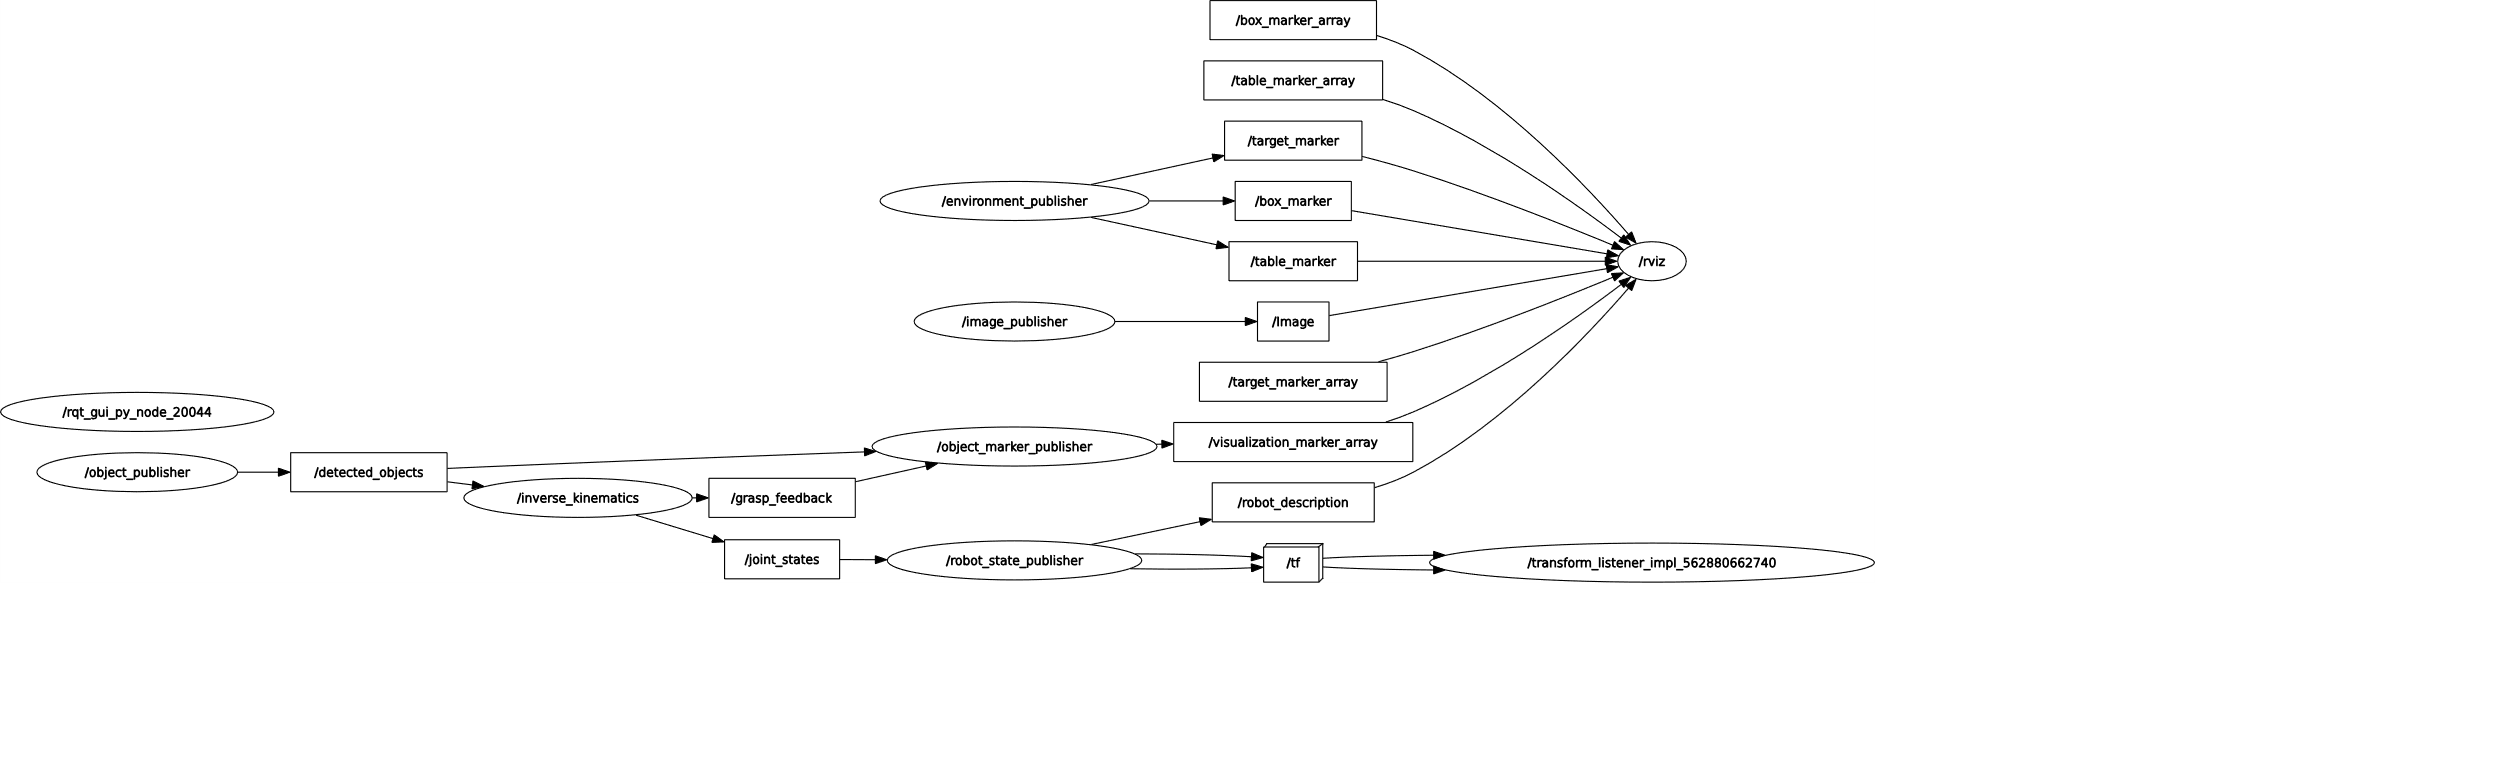 /box_marker_array
/table_marker_array
/target_marker
/environment_publisher
/box_marker
/table_marker
/rviz
/image_publisher
/Image
/target_marker_array
/rqt_gui_py_node_20044
/object_marker_publisher
/visualization_marker_array
/object_publisher
/detected_objects
/inverse_kinematics
/grasp_feedback
/robot_description
/joint_states
/robot_state_publisher
/tf
/transform_listener_impl_562880662740